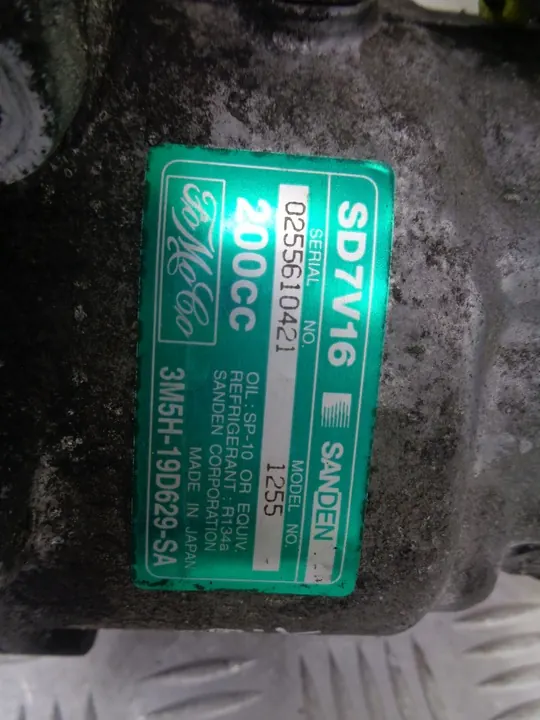 SD7V16 SANDEN
SERIAL NO. MODEL NO.
0255610421 1255
200CC
OIL : SP-10 OR EQUIV.
REFRIGERANT : R134a
SANDEN CORPORATION
MADE IN JAPAN
FoMoCo
3M5H-19D629-SA